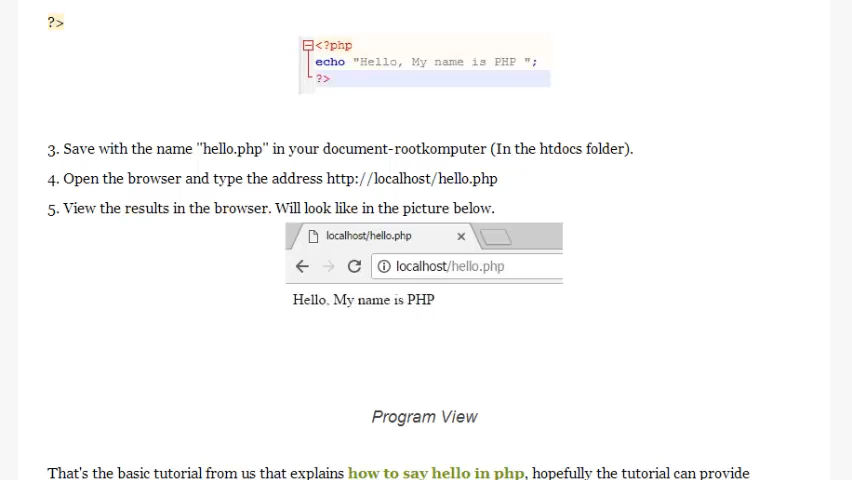 ?>
<?php
echo "Hello, My name is PHP ";
?>
3. Save with the name "hello.php" in your document-rootkomputer (In the htdocs folder).
4. Open the browser and type the address http://localhost/hello.php
5. View the results in the browser. Will look like in the picture below.
localhost/hello.php
localhost/hello.php
Hello, My name is PHP
Program View
That's the basic tutorial from us that explains how to say hello in php, hopefully the tutorial can provide